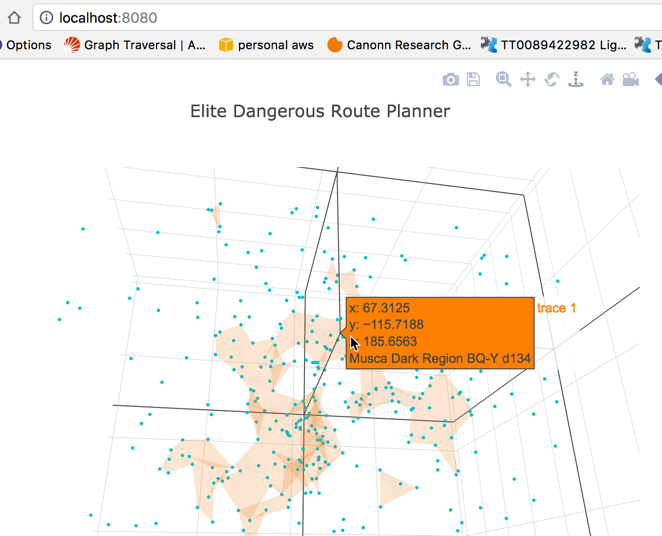 localhost:8080
Options Graph Traversal | A... personal aws Canonn Research G... TT0089422982 Lig... T
Elite Dangerous Route Planner
x: 67.3125
y: −115.7188
185.6563
Musca Dark Region BQ-Y d134
trace 1